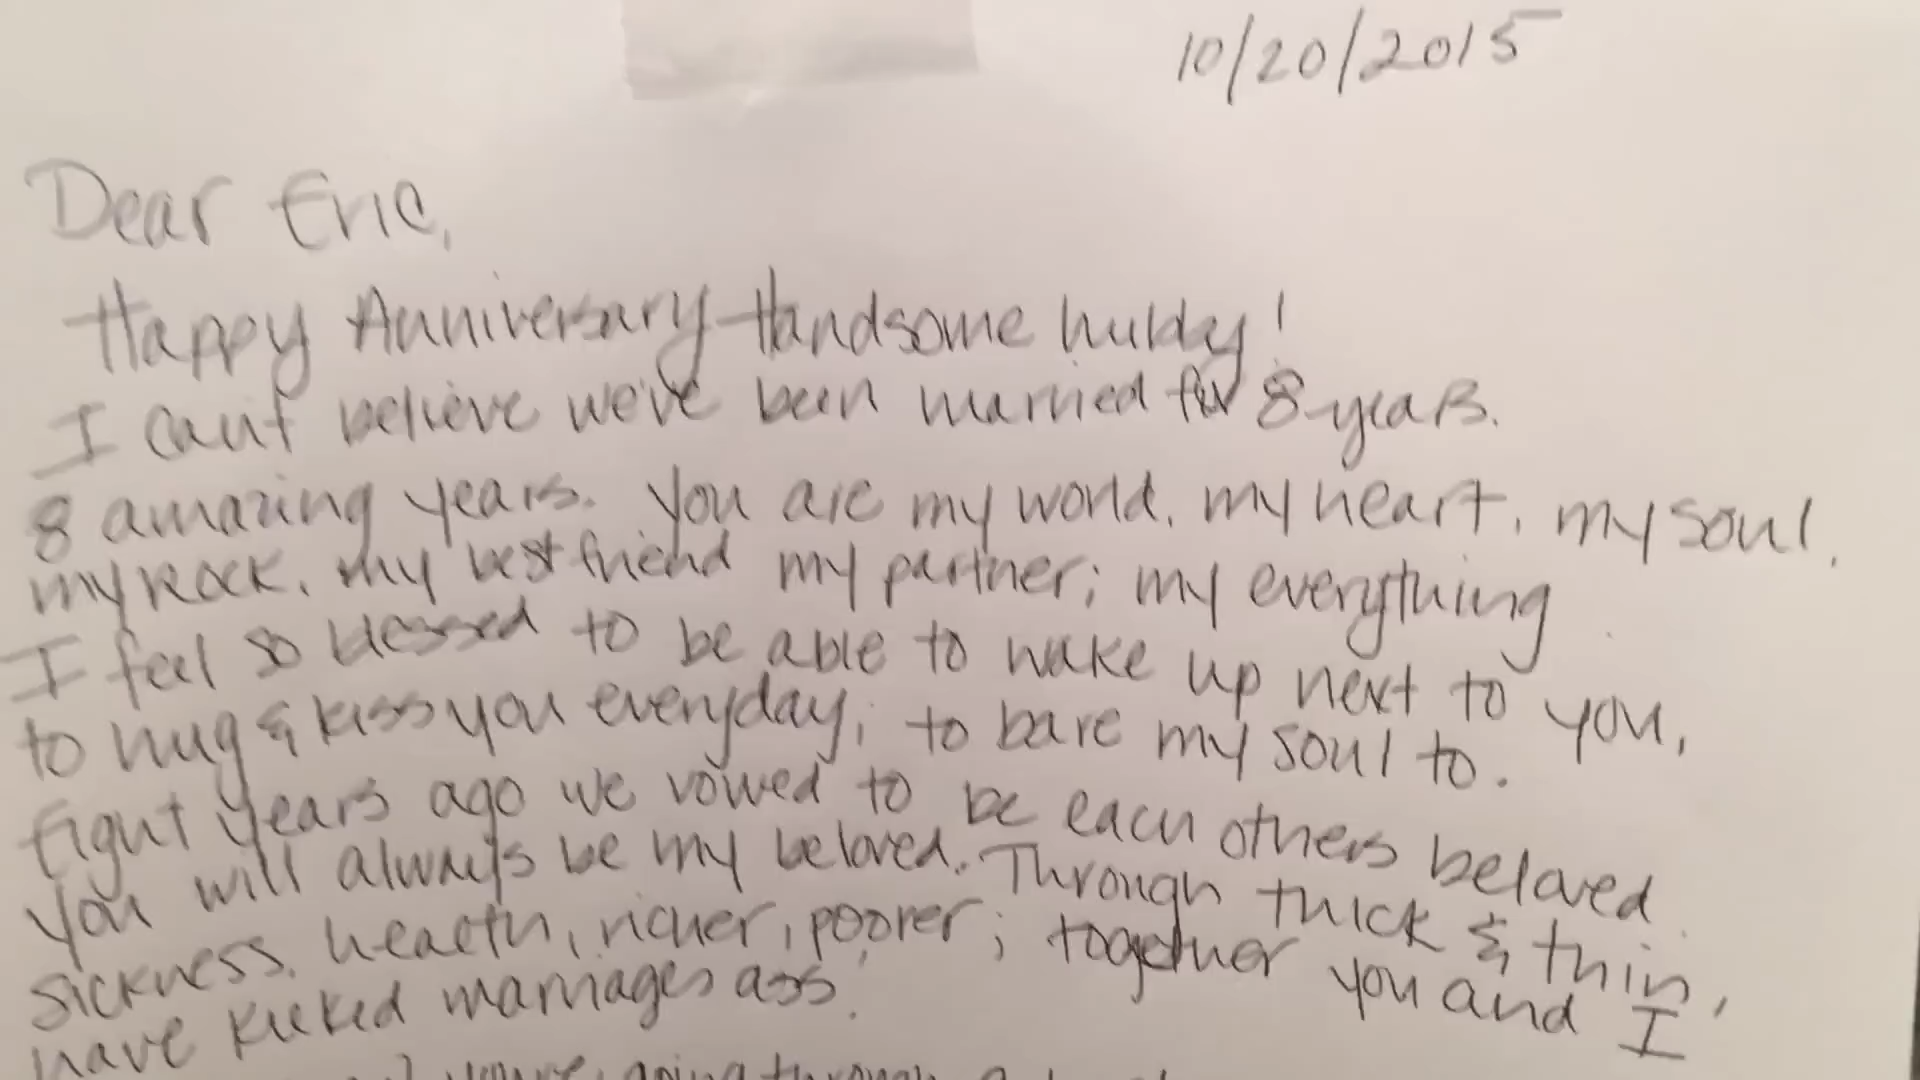 10/20/2015
Dear Eric,
Happy Anniversary Handsome hubby!
I can't believe we've been married for 8 years.
8 amazing years. You are my world, my heart, my soul,
my rock, my best friend my partner; my everything
I feel so blessed to be able to wake up next to you,
to hug & kiss you everyday; to bare my soul to.
Eight years ago we vowed to be each others beloved
You will always be my beloved. Through thick & thin,
sickness, health, richer, poorer; together you and I
have kicked marriages ass!
you're going through a